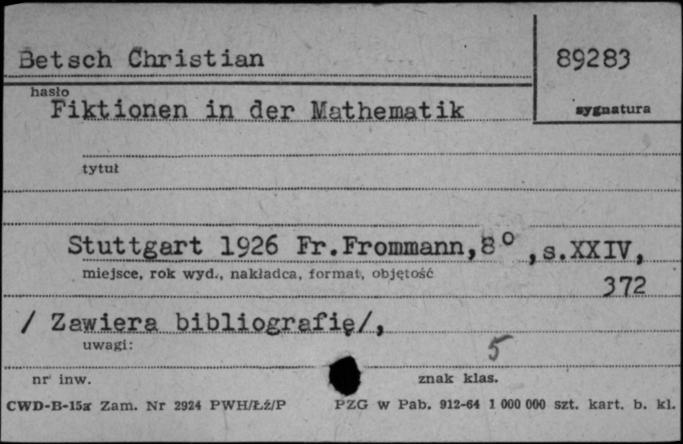 Betsch Christian
89283
hasło
Fiktionen in der Mathematik
sygnatura
tytuł
Stuttgart 1926 Fr.Frommann,8° ,s.XXIV,
miejsce, rok wyd., nakładca, format, objętość
372
/ Zawiera bibliografię/,
uwagi:
5
nr inw.
znak klas.
CWD-B-15a Zam. Nr 2924 PWH/Łż/P PZG w Pab. 912-64 1 000 000 szt. kart. b. kl.